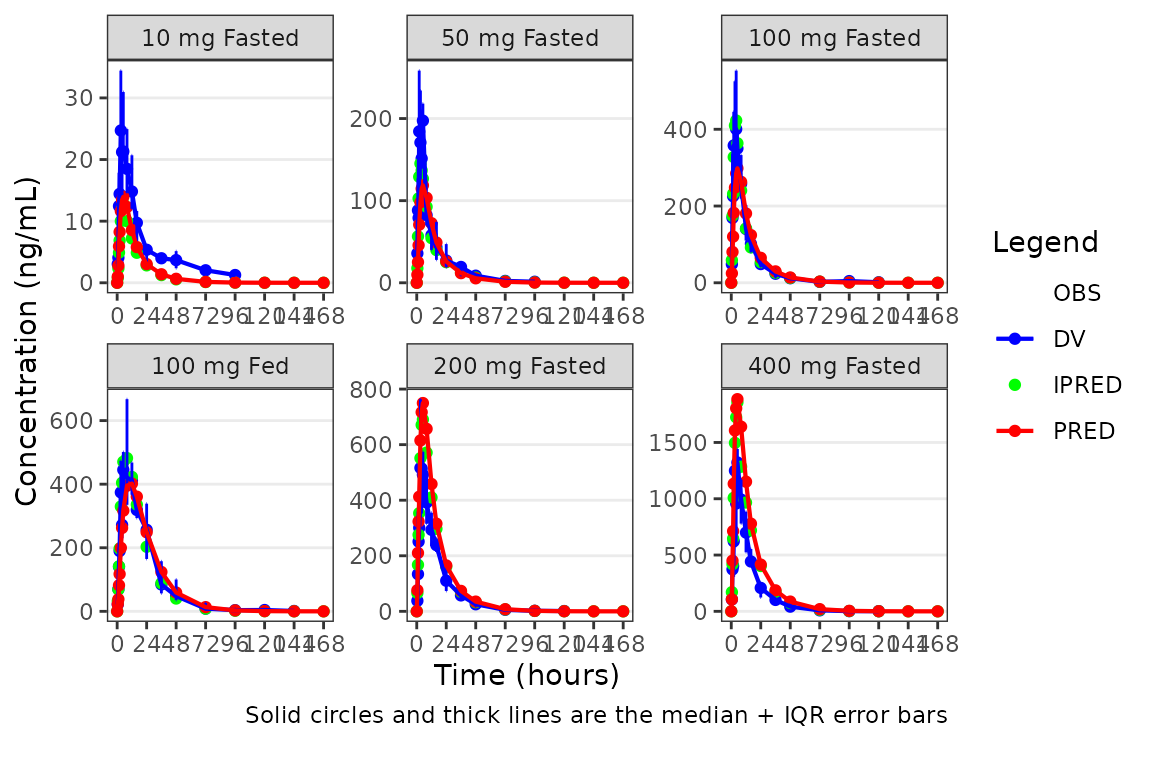 10 mg Fasted 50 mg Fasted 100 mg Fasted
30
20
10
0
200
100
0
400
200
0
0 24 48 72 96 120 144 168
0 24 48 72 96 120 144 168
0 24 48 72 96 120 144 168
100 mg Fed 200 mg Fasted 400 mg Fasted
600
400
200
0
800
600
400
200
0
1500
1000
500
0
0 24 48 72 96 120 144 168
0 24 48 72 96 120 144 168
0 24 48 72 96 120 144 168
Concentration (ng/mL)
Time (hours)
Legend
OBS
DV
IPRED
PRED
Solid circles and thick lines are the median + IQR error bars